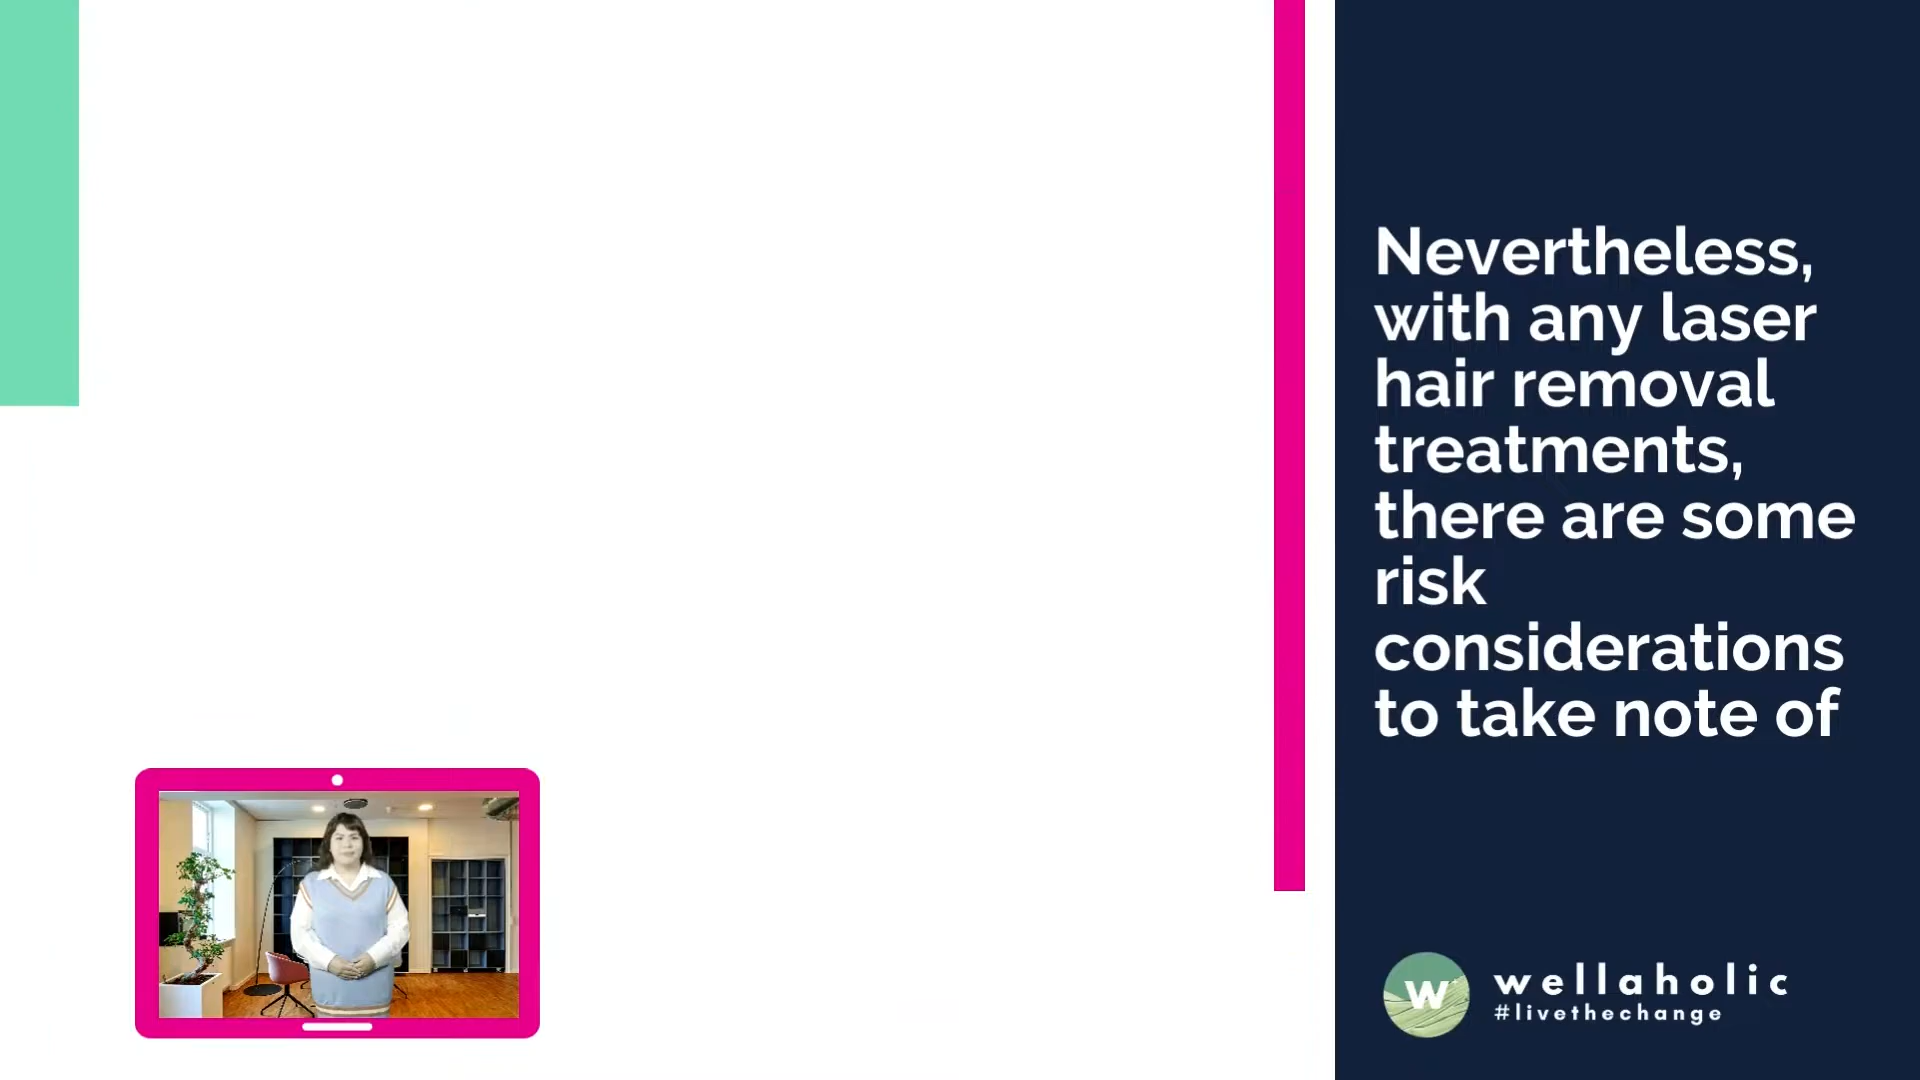 Nevertheless,
with any laser
hair removal
treatments,
there are some
risk
considerations
to take note of
W
wellaholic
#livethechange